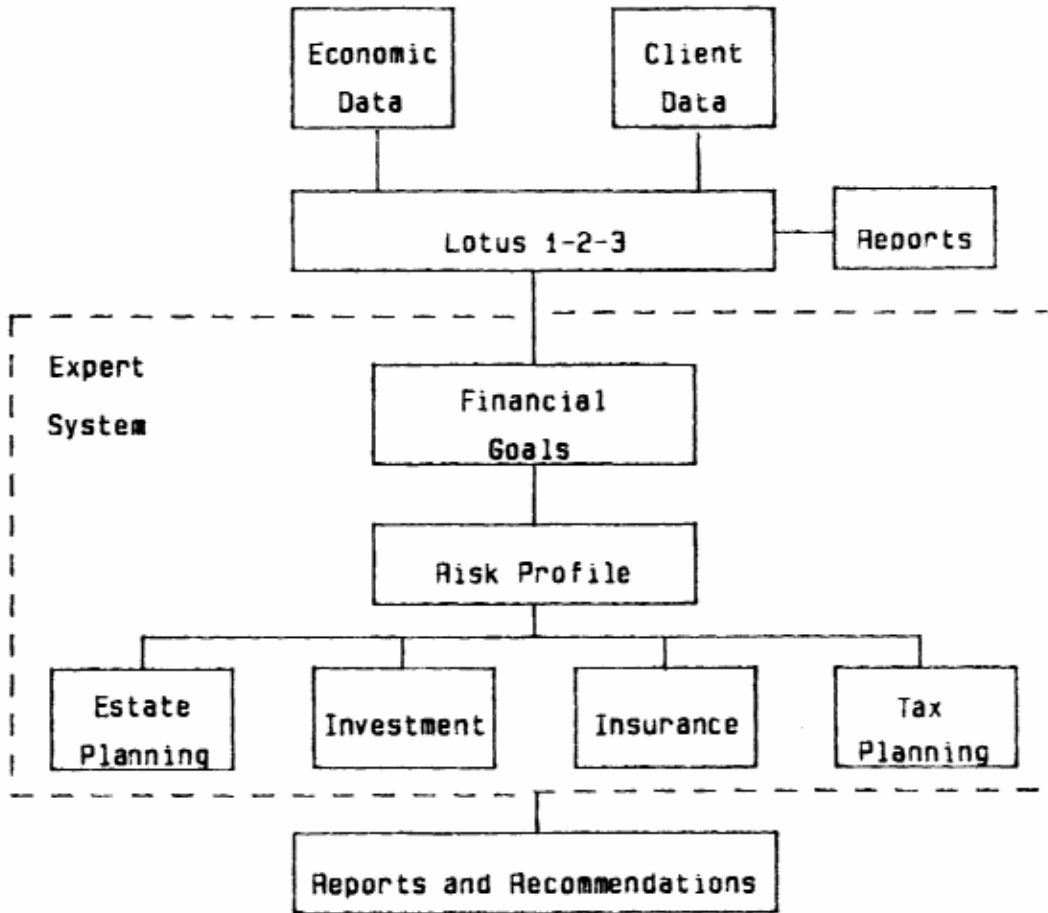 Economic
Data
Client
Data
Lotus 1-2-3
Reports
Expert
System
Financial
Goals
Risk Profile
Estate
Planning
Investment
Insurance
Tax
Planning
Reports and Recommendations